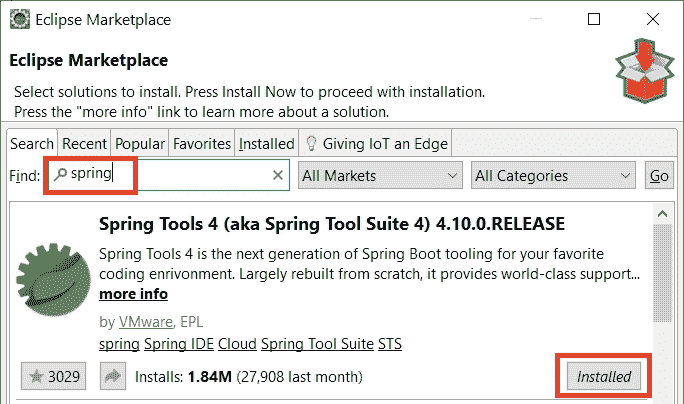 Eclipse Marketplace
Eclipse Marketplace
Select solutions to install. Press Install Now to proceed with installation.
Press the "more info" link to learn more about a solution.
Search Recent Popular Favorites Installed Giving IoT an Edge
Find: spring All Markets All Categories Go
Spring Tools 4 (aka Spring Tool Suite 4) 4.10.0.RELEASE
Spring Tools 4 is the next generation of Spring Boot tooling for your favorite
coding enrivonment. Largely rebuilt from scratch, it provides world-class support...
more info
by VMware, EPL
spring Spring IDE Cloud Spring Tool Suite STS
3029 Installs: 1.84M (27,908 last month) Installed